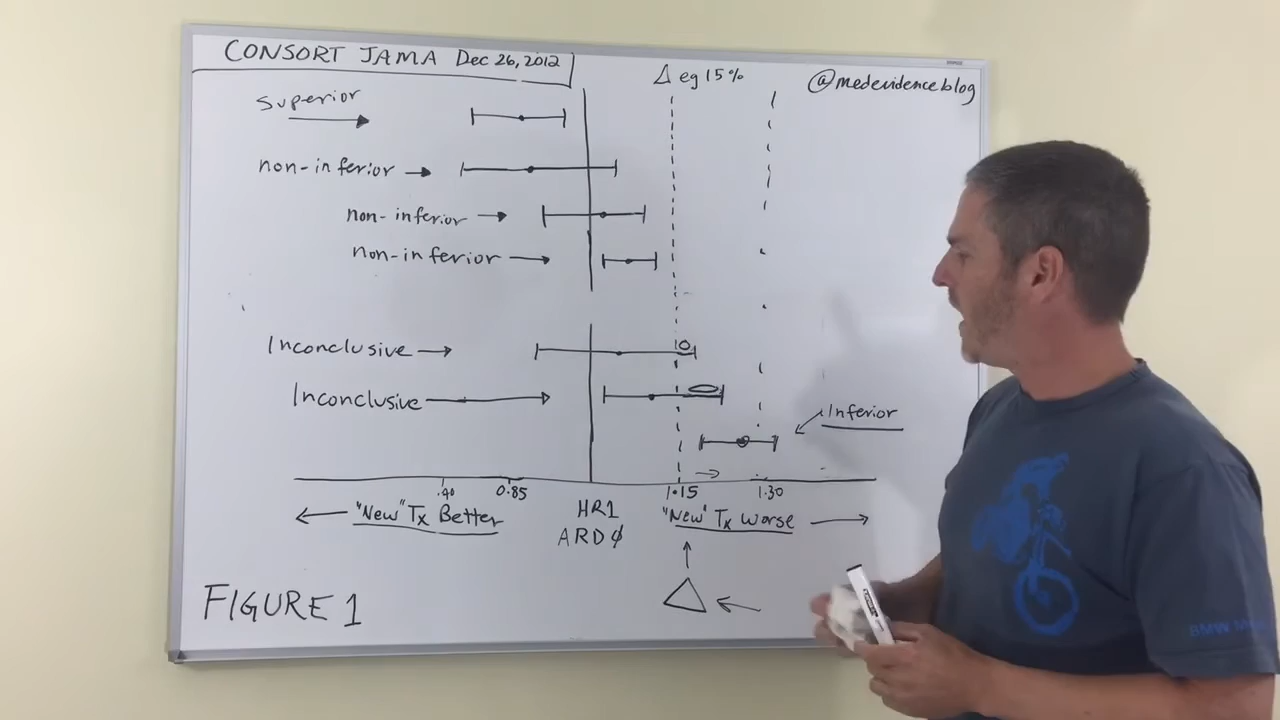 CONSORT JAMA Dec 26, 2012
Δ eg 15%
@medevidenceblog
Superior
non-inferior
non-inferior
non-inferior
Inconclusive
Inconclusive
Inferior
0.85
1.15
1.30
"New" Tx Better
HR1
"New" Tx Worse
ARDØ
Δ
FIGURE 1
BMW